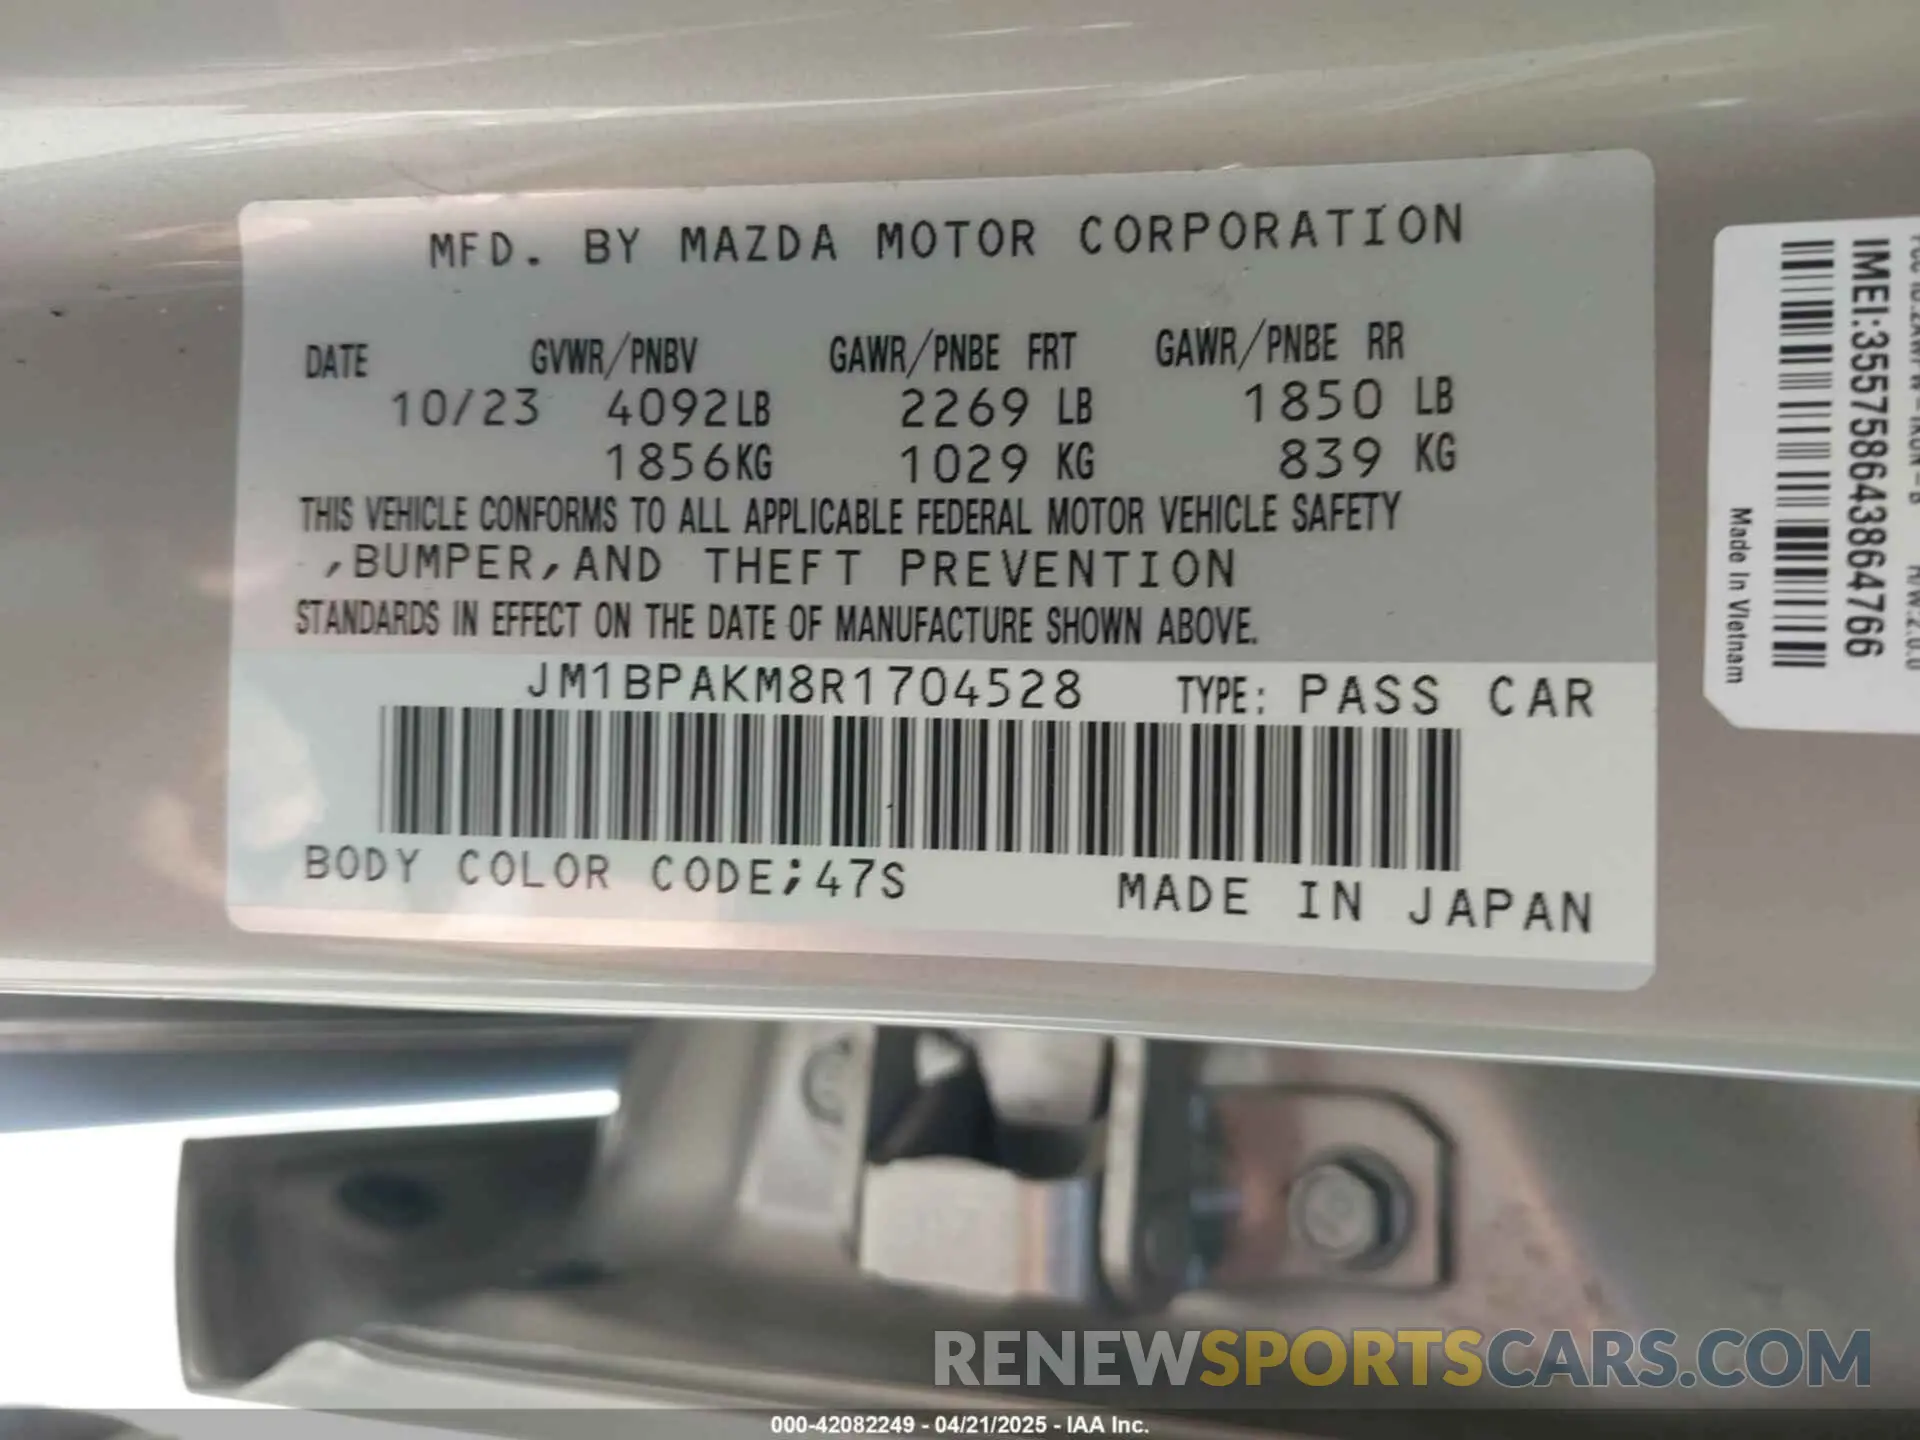 MFD. BY MAZDA MOTOR CORPORATION
DATE GVWR/PNBV GAWR/PNBE FRT GAWR/PNBE RR
10/23 4092LB 2269 LB 1850 LB
1856KG 1029 KG 839 KG
THIS VEHICLE CONFORMS TO ALL APPLICABLE FEDERAL MOTOR VEHICLE SAFETY
,BUMPER,AND THEFT PREVENTION
STANDARDS IN EFFECT ON THE DATE OF MANUFACTURE SHOWN ABOVE.
JM1BPAKM8R1704528 TYPE: PASS CAR
BODY COLOR CODE;47S MADE IN JAPAN
IMEI:355758643864766
Made In Vietnam
RENEWSPORTSCARS.COM
000-42082249 - 04/21/2025 - IAA Inc.